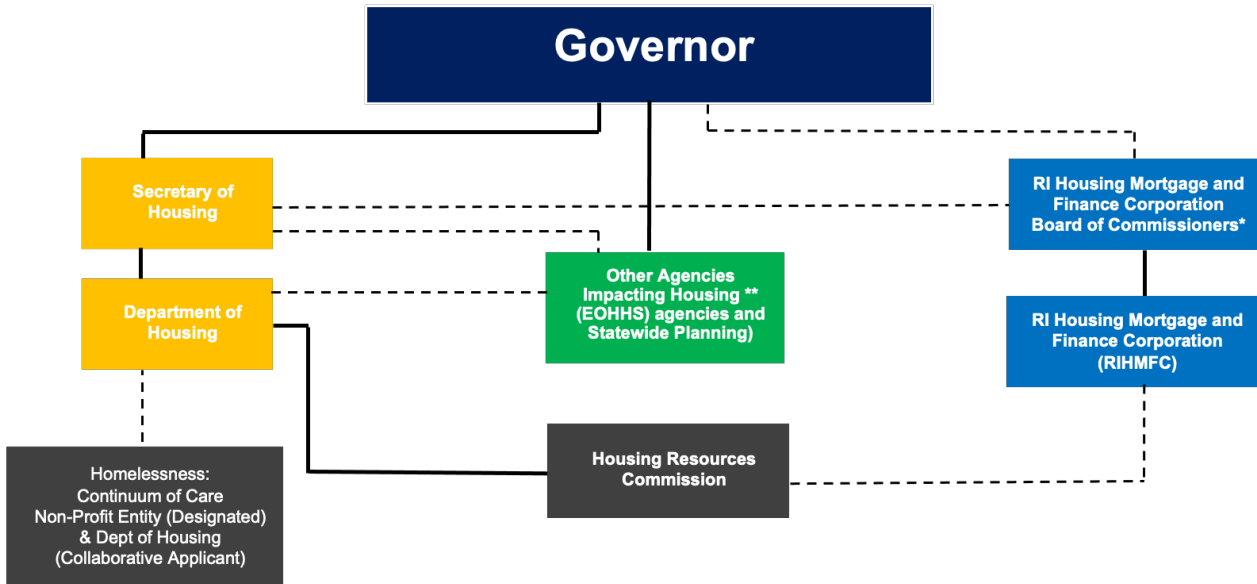 Governor
Secretary of
Housing
RI Housing Mortgage and
Finance Corporation
Board of Commissioners*
Other Agencies
Impacting Housing **
(EOHHS) agencies and
Statewide Planning)
Department of
Housing
RI Housing Mortgage and
Finance Corporation
(RIHMFC)
Housing Resources
Commission
Homelessness:
Continuum of Care
Non-Profit Entity (Designated)
& Dept of Housing
(Collaborative Applicant)